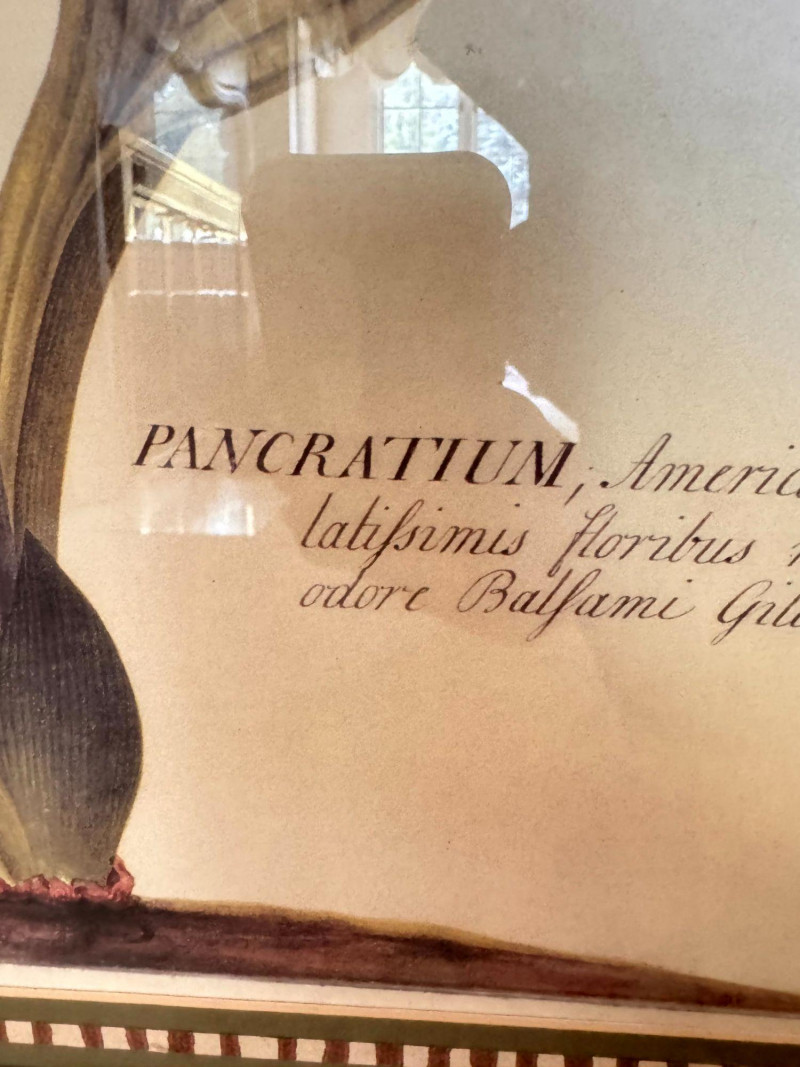 PANCRATIUM, Americ
latiſsimis floribus
odore Balſami Gil